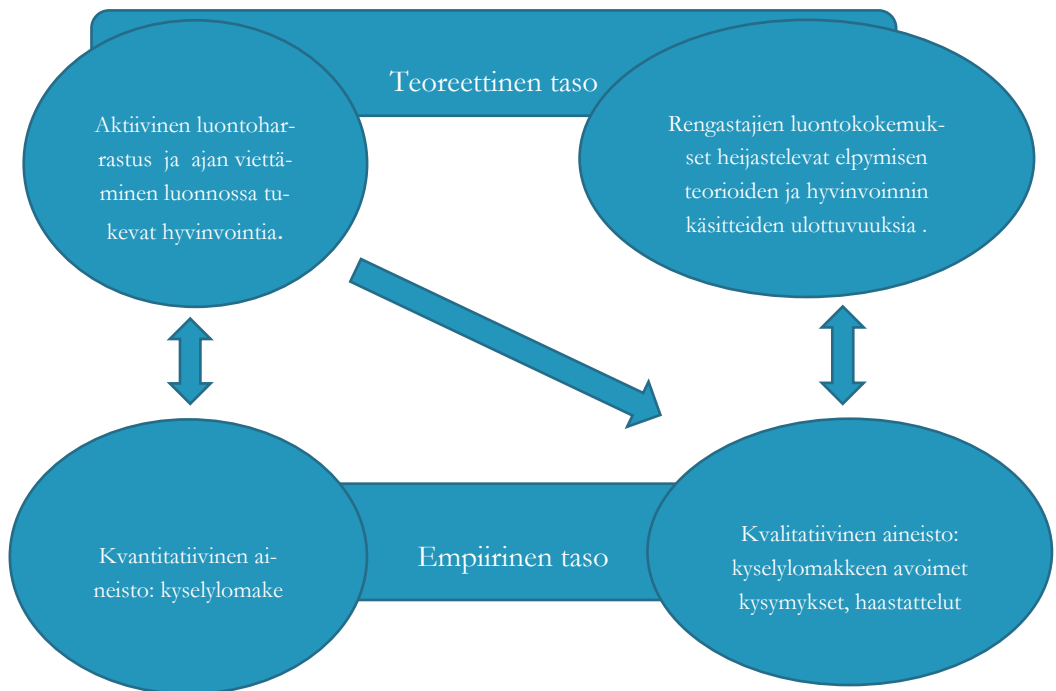 Teoreettinen taso
Aktiivinen luontohar-
rastus ja ajan viettä-
minen luonnossa tu-
kevat hyvinvointia.
Rengastajien luontokokemuk-
set heijastelevat elpymisen
teorioiden ja hyvinvoinnin
käsitteiden ulottuvuuksia .
Kvantitatiivinen ai-
neisto: kyselylomake
Empiirinen taso
Kvalitatiivinen aineisto:
kyselylomakkeen avoimet
kysymykset, haastattelut